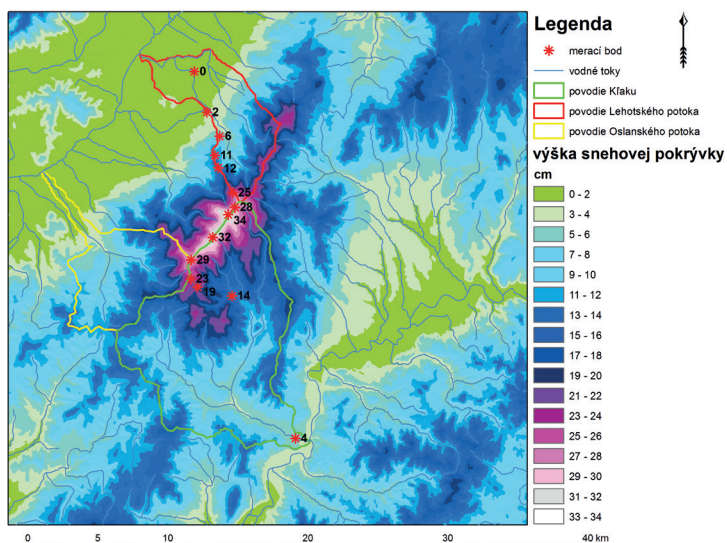 Legenda
merací bod
vodné toky
povodie Kľaku
povodie Lehotského potoka
povodie Oslanského potoka
výška snehovej pokrývky
cm
0 - 2
3 - 4
5 - 6
7 - 8
9 - 10
11 - 12
13 - 14
15 - 16
17 - 18
19 - 20
21 - 22
23 - 24
25 - 26
27 - 28
29 - 30
31 - 32
33 - 34
0
2
6
11
12
25
28
34
32
29
23
19
14
4
0 5 10 20 30 40 km